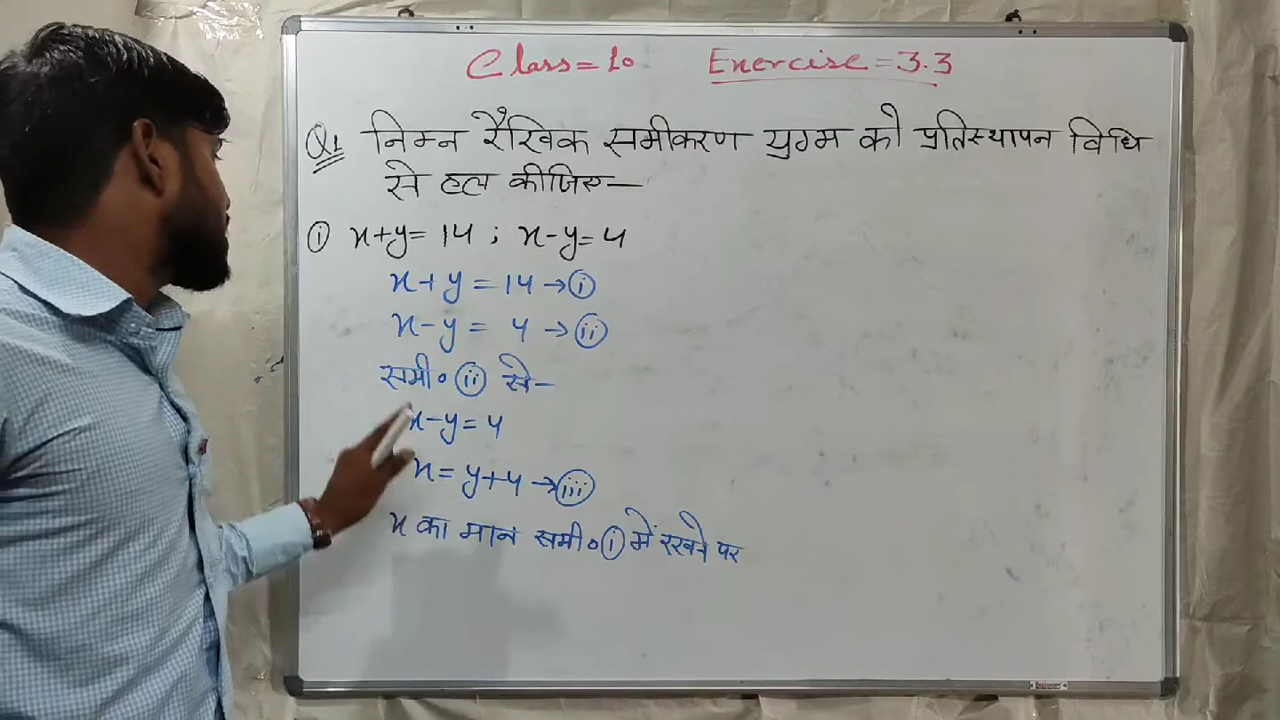 Class=10 Exercise=3.3
Q1 निम्न रैखिक समीकरण युग्म को प्रतिस्थापन विधि
से हल कीजिए—
(i) x+y=14 ; x-y=4
x+y=14→(i)
x-y=4→(ii)
समी० (ii) से-
x-y=4
x=y+4→(iii)
x का मान समी० (i) में रखने पर